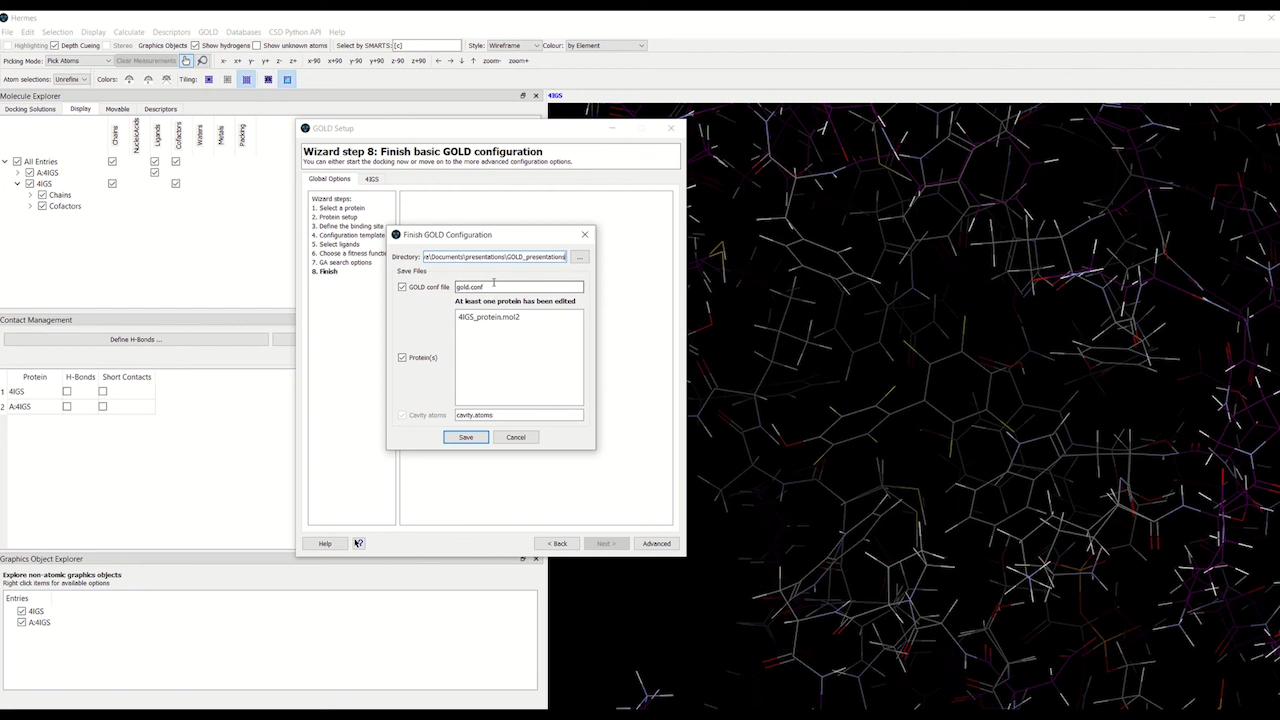 Hermes
File Edit Selection Display Calculate Descriptors GOLD Databases CSD Python API Help
Highlighting Depth Cueing Stereo Graphics Objects Show hydrogens Show unknown atoms Select by SMARTS: [c] Style: Wireframe Colour: by Element
Picking Mode: Pick Atoms Clear Measurements x- x+ y- y+ z- z+ x-90 x+90 y-90 y+90 z-90 z+90 zoom- zoom+
Atom selections: Unrefine Colors: Tiling:
Molecule Explorer
4IGS
Docking Solutions Display Movable Descriptors
Chains NucleicAcids Ligands Cofactors Waters Metals Packing
All Entries
A:4IGS
4IGS
Chains
Cofactors
Contact Management
Define H-Bonds ...
Protein H-Bonds Short Contacts
1 4IGS
2 A:4IGS
Graphics Object Explorer
Explore non-atomic graphics objects
Right click items for available options
Entries
4IGS
A:4IGS
GOLD Setup
Wizard step 8: Finish basic GOLD configuration
You can either start the docking now or move on to the more advanced configuration options.
Global Options 4IGS
Wizard steps:
1. Select a protein
2. Protein setup
3. Define the binding site
4. Configuration template
5. Select ligands
6. Choose a fitness functi
7. GA search options
8. Finish
Help < Back Next > Advanced
Finish GOLD Configuration
Directory: va\Documents\presentations\GOLD_presentations ...
Save Files
GOLD conf file gold.conf
At least one protein has been edited
4IGS_protein.mol2
Protein(s)
Cavity atoms cavity.atoms
Save Cancel